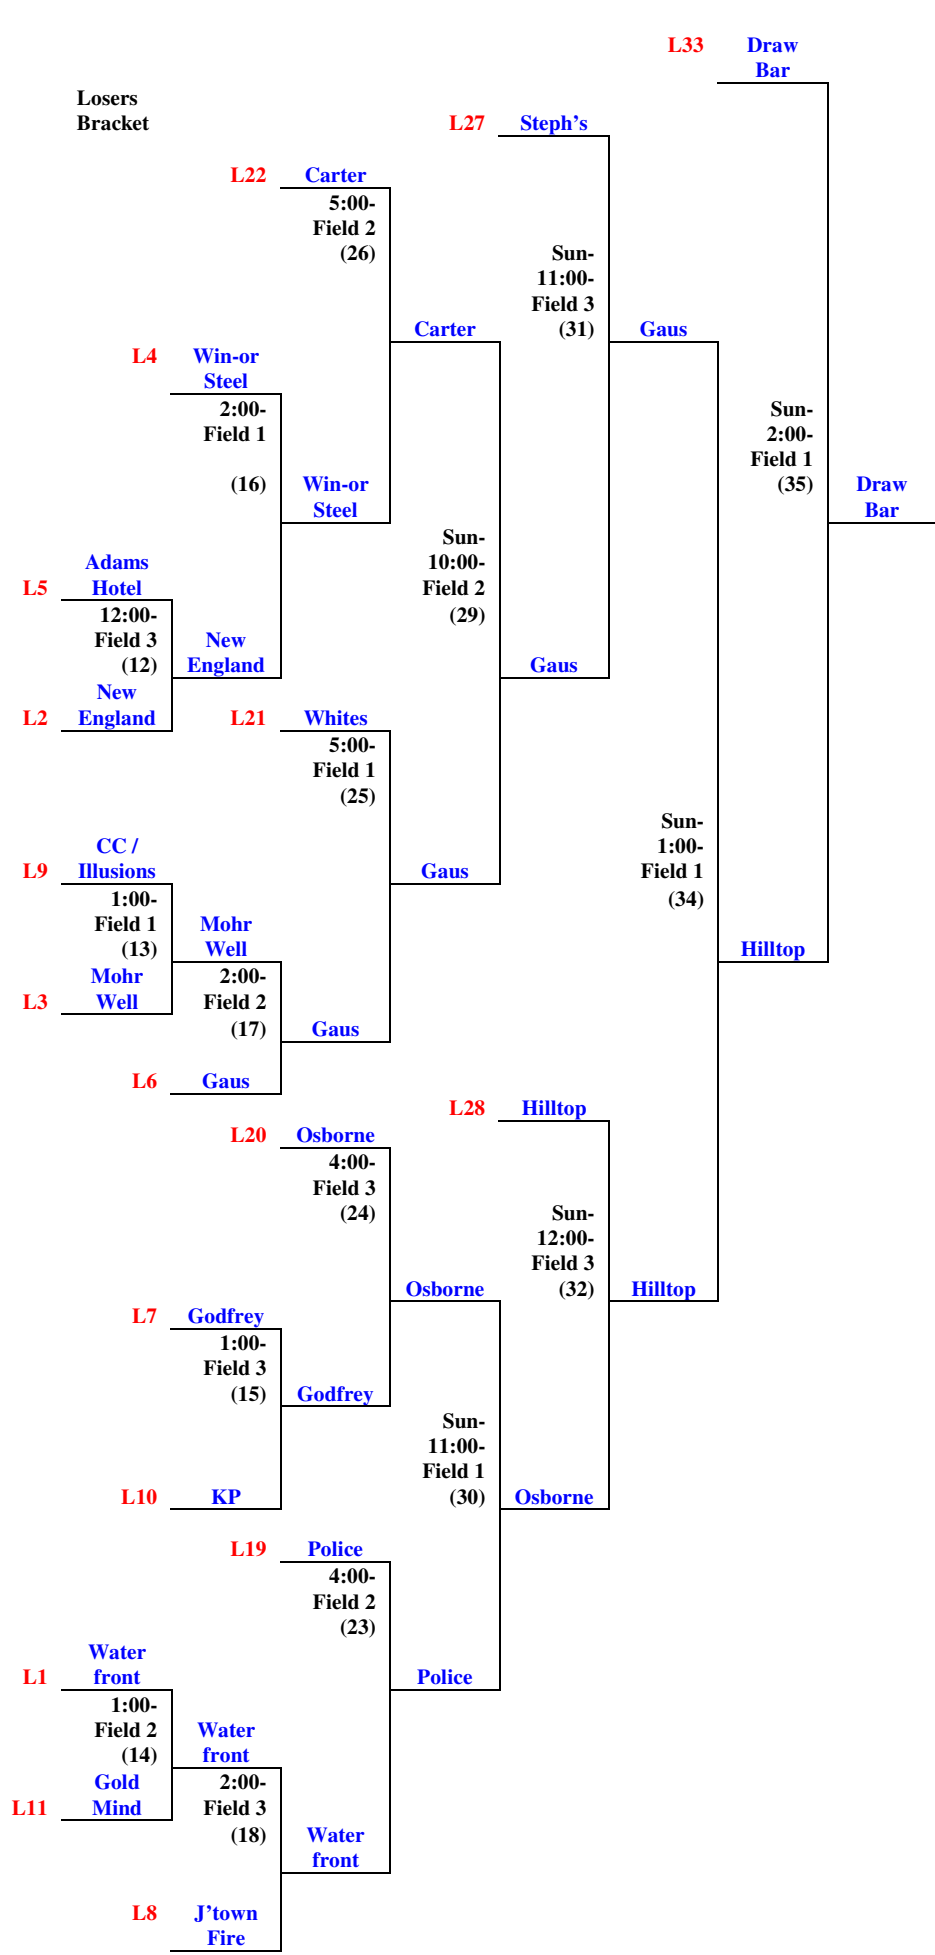 L33 Draw
Bar
Losers
Bracket
L27 Steph's
L22 Carter
5:00-
Field 2
(26)
Sun-
11:00-
Field 3
(31)
Carter
Gaus
L4 Win-or
Steel
2:00-
Field 1
(16)
Win-or
Steel
Sun-
2:00-
Field 1
(35)
Draw
Bar
Sun-
10:00-
Field 2
(29)
Adams
L5 Hotel
12:00-
Field 3
(12)
New
England
Gaus
New
L2 England
L21 Whites
5:00-
Field 1
(25)
CC /
L9 Illusions
1:00-
Field 1
(13)
Gaus
Sun-
1:00-
Field 1
(34)
Mohr
Well
Hilltop
Mohr
L3 Well
2:00-
Field 2
(17)
Gaus
L6 Gaus
L28 Hilltop
L20 Osborne
4:00-
Field 3
(24)
Sun-
12:00-
Field 3
(32)
Osborne
Hilltop
L7 Godfrey
1:00-
Field 3
(15)
Godfrey
Sun-
11:00-
Field 1
(30)
Osborne
L10 KP
L19 Police
4:00-
Field 2
(23)
Water
L1 front
Police
1:00-
Field 2
(14)
Water
front
Gold
L11 Mind
2:00-
Field 3
(18)
Water
front
L8 J'town
Fire